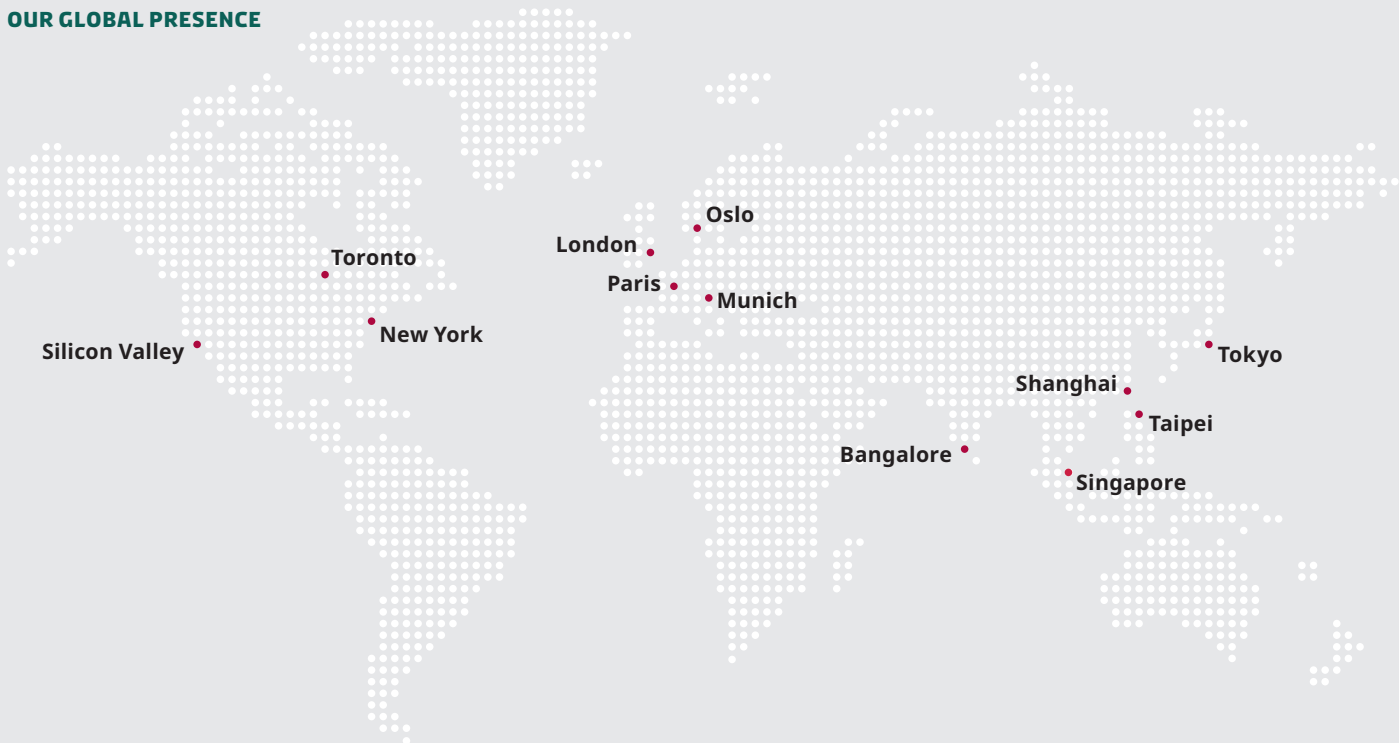 OUR GLOBAL PRESENCE
Oslo
London
Toronto
Paris
Munich
New York
Silicon Valley
Tokyo
Shanghai
Taipei
Bangalore
Singapore